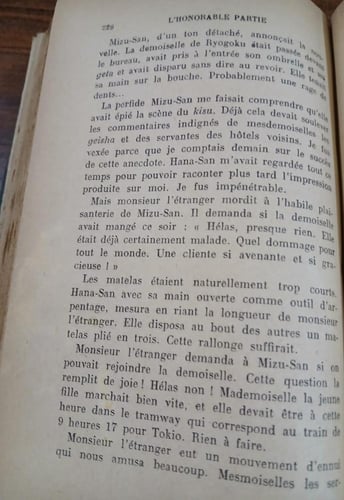 226 L'HONORABLE PARTIE
Mizu-San, d'un ton détaché, annonçait la
velle. La demoiselle de Ryogoku était passée devant
le bureau, avait pris à l'entrée son ombrelle et ses
geta et avait disparu sans dire au revoir. Elle tenait
sa main sur la bouche. Probablement une rage de
dents...
La perfide Mizu-San me faisait comprendre qu'elle
avait épié la scène du kisu. Déjà cela devait soulever
les commentaires indignés de mesdemoiselles les
geisha et des servantes des hôtels voisins. Je fus
vexée parce que je comptais demain sur le succès
de cette anecdote. Hana-San m'avait regardée tout ce
temps pour pouvoir raconter plus tard l'impression
produite sur moi. Je fus impénétrable.
Mais monsieur l'étranger mordit à l'habile plai-
santerie de Mizu-San. Il demanda si la demoiselle
avait mangé ce soir : « Hélas, presque rien. Elle
était déjà certainement malade. Quel dommage pour
tout le monde. Une cliente si avenante et si gra-
cieuse ! »
Les matelas étaient naturellement trop courts.
Hana-San avec sa main ouverte comme outil d'ar-
pentage, mesura en riant la longueur de monsieur
l'étranger. Elle disposa au bout des autres un ma-
telas plié en trois. Cette rallonge suffirait.
Monsieur l'étranger demanda à Mizu-San si on
pouvait rejoindre la demoiselle. Cette question la
remplit de joie ! Hélas non ! Mademoiselle la jeune
fille marchait bien vite, et elle devait être à cette
heure dans le tramway qui correspond au train de
9 heures 17 pour Tokio. Rien à faire.
Monsieur l'étranger eut un mouvement d'ennui
qui nous amusa beaucoup. Mesmoiselles les ser-